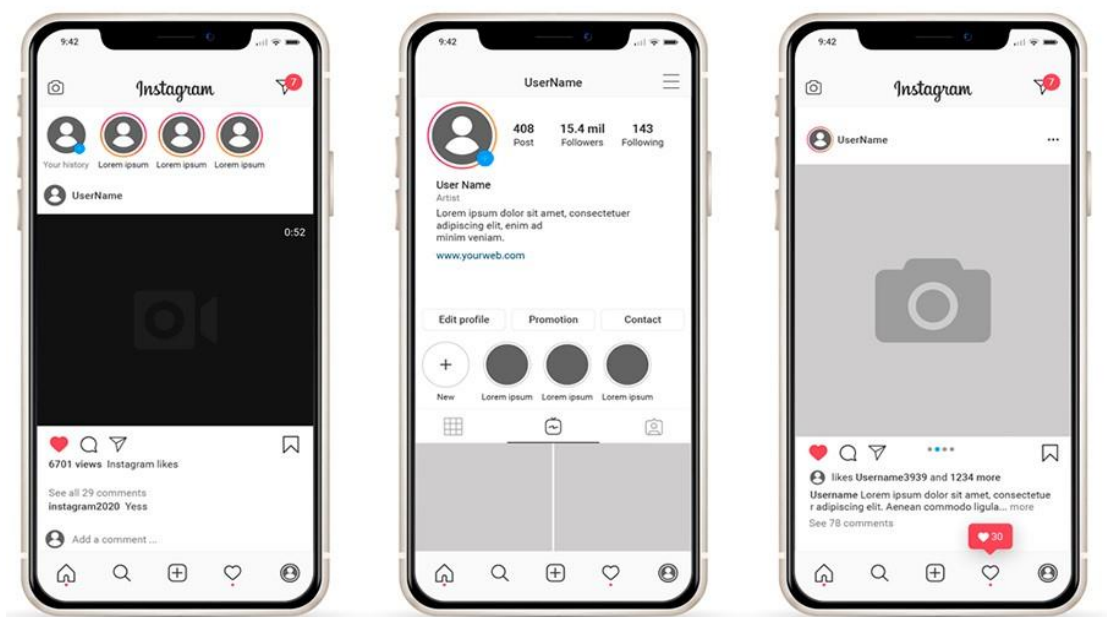 9:42
Instagram
7
Your history Lorem ipsum Lorem ipsum Lorem ipsum
UserName
0:52
6701 views Instagram likes
See all 29 comments
instagram2020 Yess
Add a comment ...
9:42
UserName
408 15.4 mil 143
Post Followers Following
User Name
Artist
Lorem ipsum dolor sit amet, consectetuer
adipiscing elit, enim ad
minim veniam.
www.yourweb.com
Edit profile Promotion Contact
New Lorem ipsum Lorem ipsum Lorem ipsum
9:42
Instagram
7
UserName
likes Username3939 and 1234 more
Username Lorem ipsum dolor sit amet, consectetue
r adipiscing elit. Aenean commodo ligula... more
See 78 comments
30